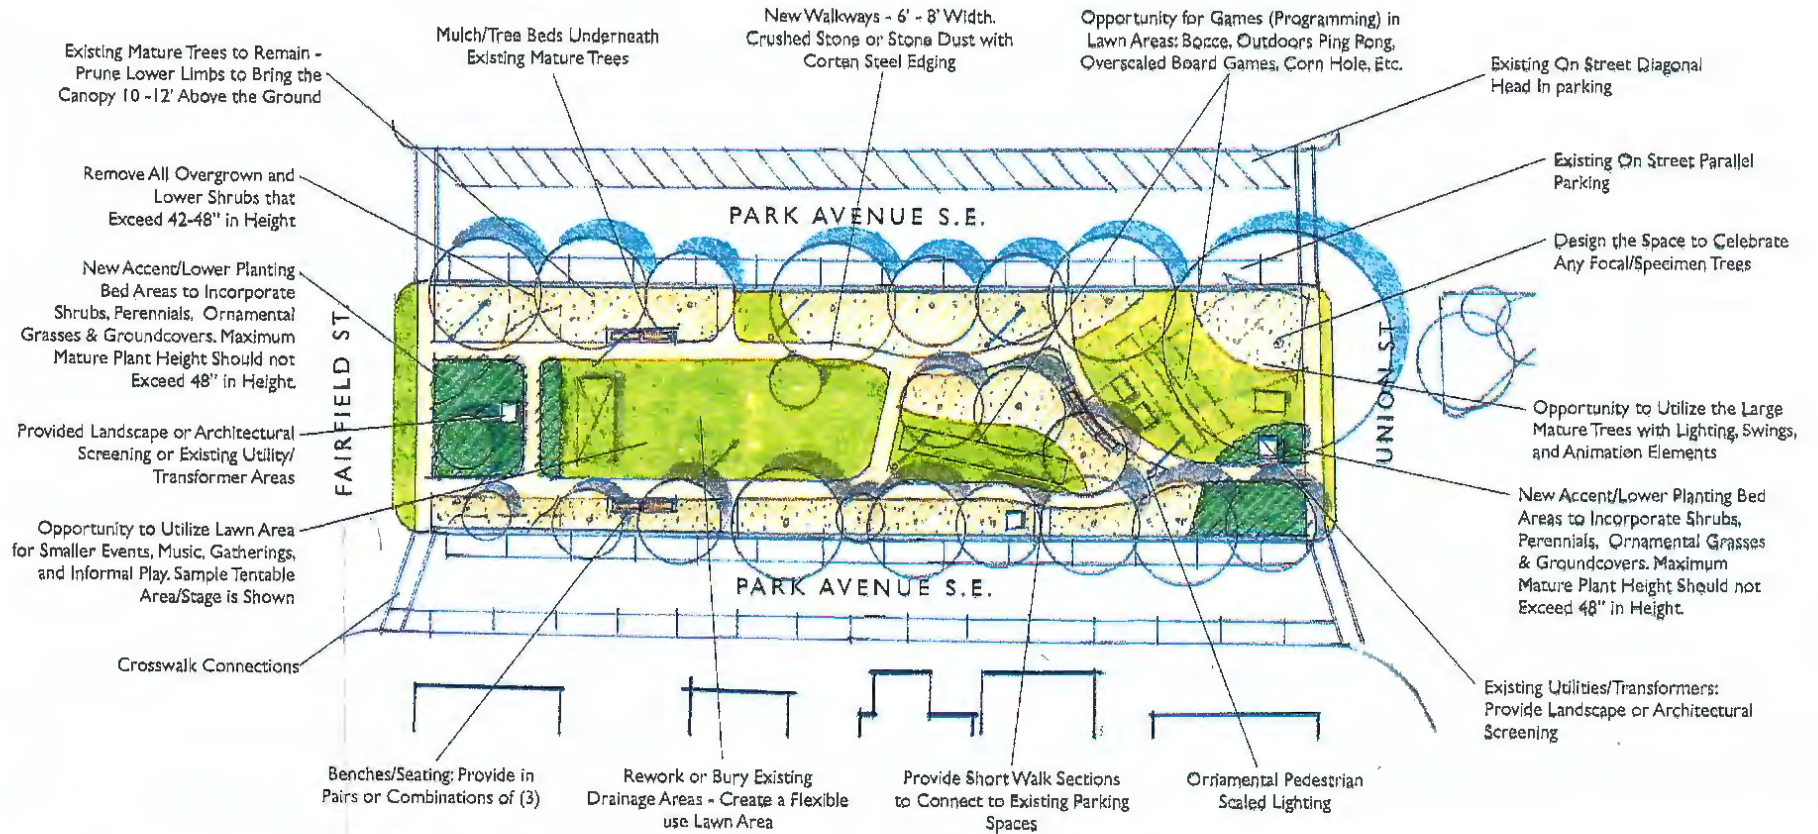 Existing Mature Trees to Remain -
Prune Lower Limbs to Bring the
Canopy 10 -12' Above the Ground
Mulch/Tree Beds Underneath
Existing Mature Trees
New Walkways - 6' - 8' Width.
Crushed Stone or Stone Dust with
Corten Steel Edging
Opportunity for Games (Programming) in
Lawn Areas: Bocce, Outdoors Ping Pong,
Overscaled Board Games, Corn Hole, Etc.
Existing On Street Diagonal
Head In parking
Existing On Street Parallel
Parking
Design the Space to Celebrate
Any Focal/Specimen Trees
Opportunity to Utilize the Large
Mature Trees with Lighting, Swings,
and Animation Elements
New Accent/Lower Planting Bed
Areas to Incorporate Shrubs,
Perennials, Ornamental Grasses
& Groundcovers. Maximum
Mature Plant Height Should not
Exceed 48" in Height.
Existing Utilities/Transformers:
Provide Landscape or Architectural
Screening
Remove All Overgrown and
Lower Shrubs that
Exceed 42-48" in Height
New Accent/Lower Planting
Bed Areas to Incorporate
Shrubs, Perennials, Ornamental
Grasses & Groundcovers. Maximum
Mature Plant Height Should not
Exceed 48" in Height.
Provided Landscape or Architectural
Screening or Existing Utility/
Transformer Areas
Opportunity to Utilize Lawn Area
for Smaller Events, Music, Gatherings,
and Informal Play. Sample Tentable
Area/Stage is Shown
Crosswalk Connections
PARK AVENUE S.E.
FAIRFIELD ST.
UNION ST.
PARK AVENUE S.E.
Benches/Seating: Provide in
Pairs or Combinations of (3)
Rework or Bury Existing
Drainage Areas - Create a Flexible
use Lawn Area
Provide Short Walk Sections
to Connect to Existing Parking
Spaces
Ornamental Pedestrian
Scaled Lighting